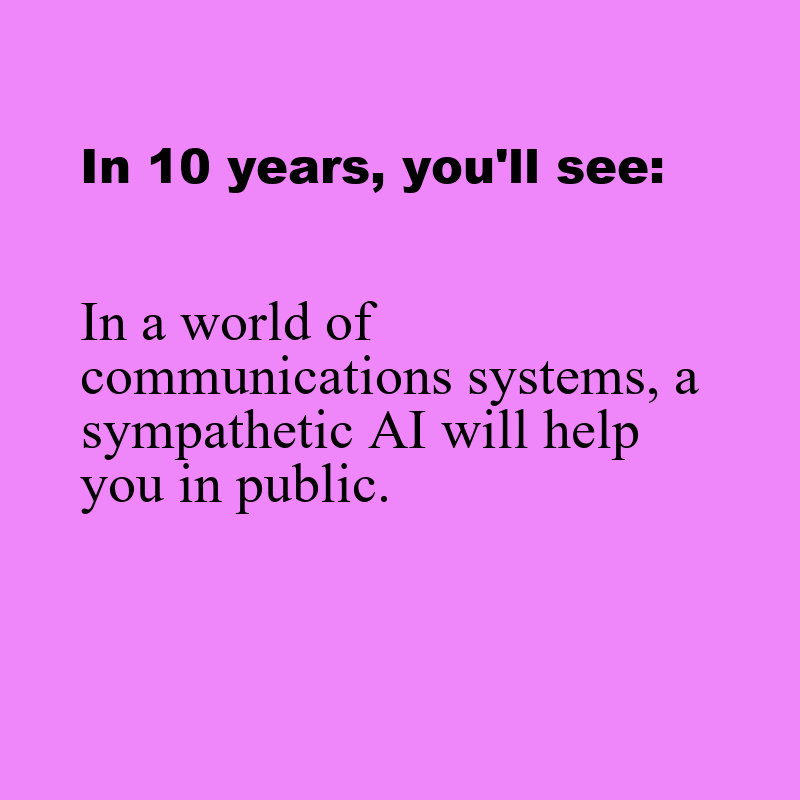 In 10 years, you'll see:
In a world of
communications systems, a
sympathetic AI will help
you in public.